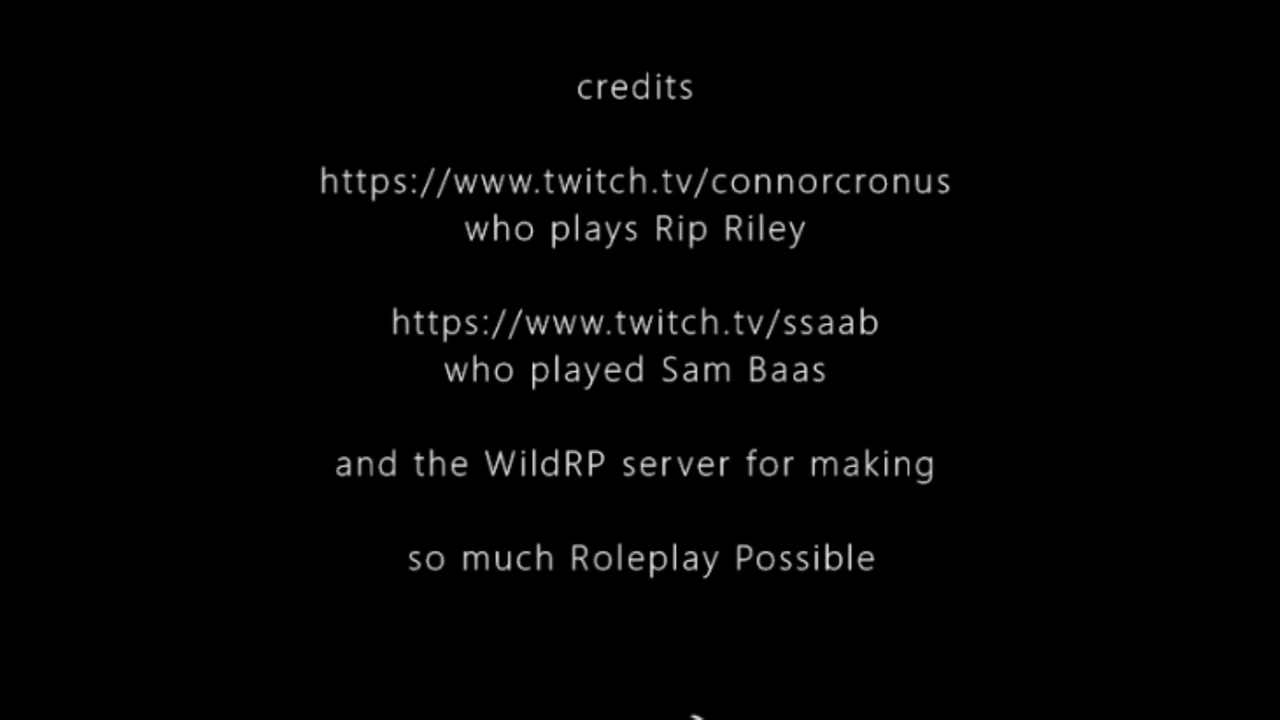 credits
https://www.twitch.tv/connorcronus
who plays Rip Riley
https://www.twitch.tv/ssaab
who played Sam Baas
and the WildRP server for making
so much Roleplay Possible